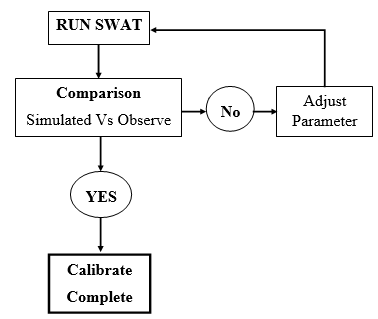 RUN SWAT
Comparison
Simulated Vs Observe
No
Adjust
Parameter
YES
Calibrate
Complete